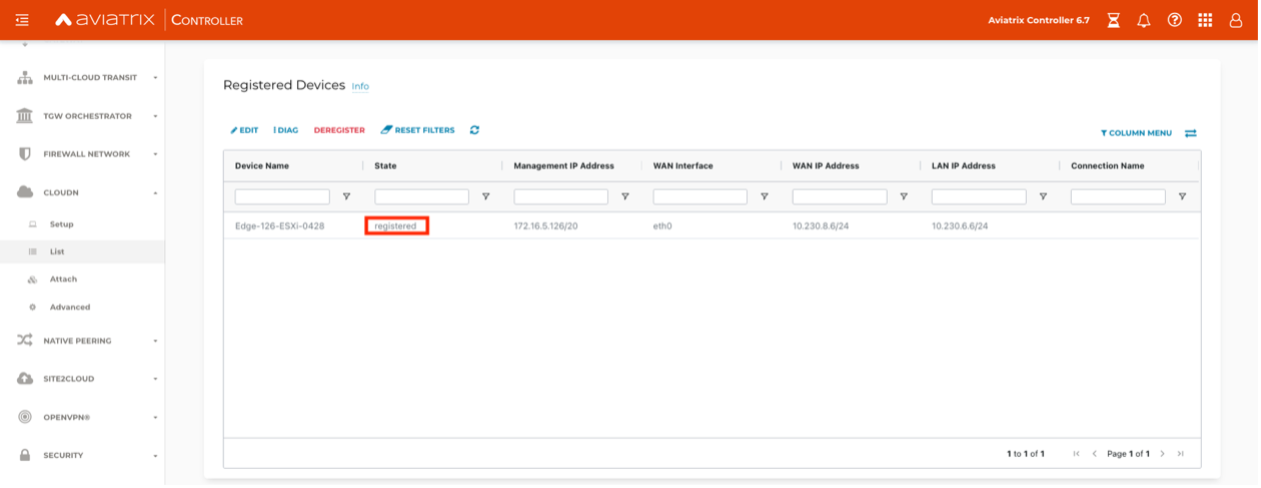 aviatrix CONTROLLER
Aviatrix Controller 6.7
MULTI-CLOUD TRANSIT
TGW ORCHESTRATOR
FIREWALL NETWORK
CLOUDN
Setup
List
Attach
Advanced
NATIVE PEERING
SITE2CLOUD
OPENVPN®
SECURITY
Registered Devices Info
EDIT DIAG DEREGISTER RESET FILTERS
COLUMN MENU
Device Name State Management IP Address WAN Interface WAN IP Address LAN IP Address Connection Name
Edge-126-ESXi-0428 registered 172.16.5.126/20 eth0 10.230.8.6/24 10.230.6.6/24
1 to 1 of 1 Page 1 of 1